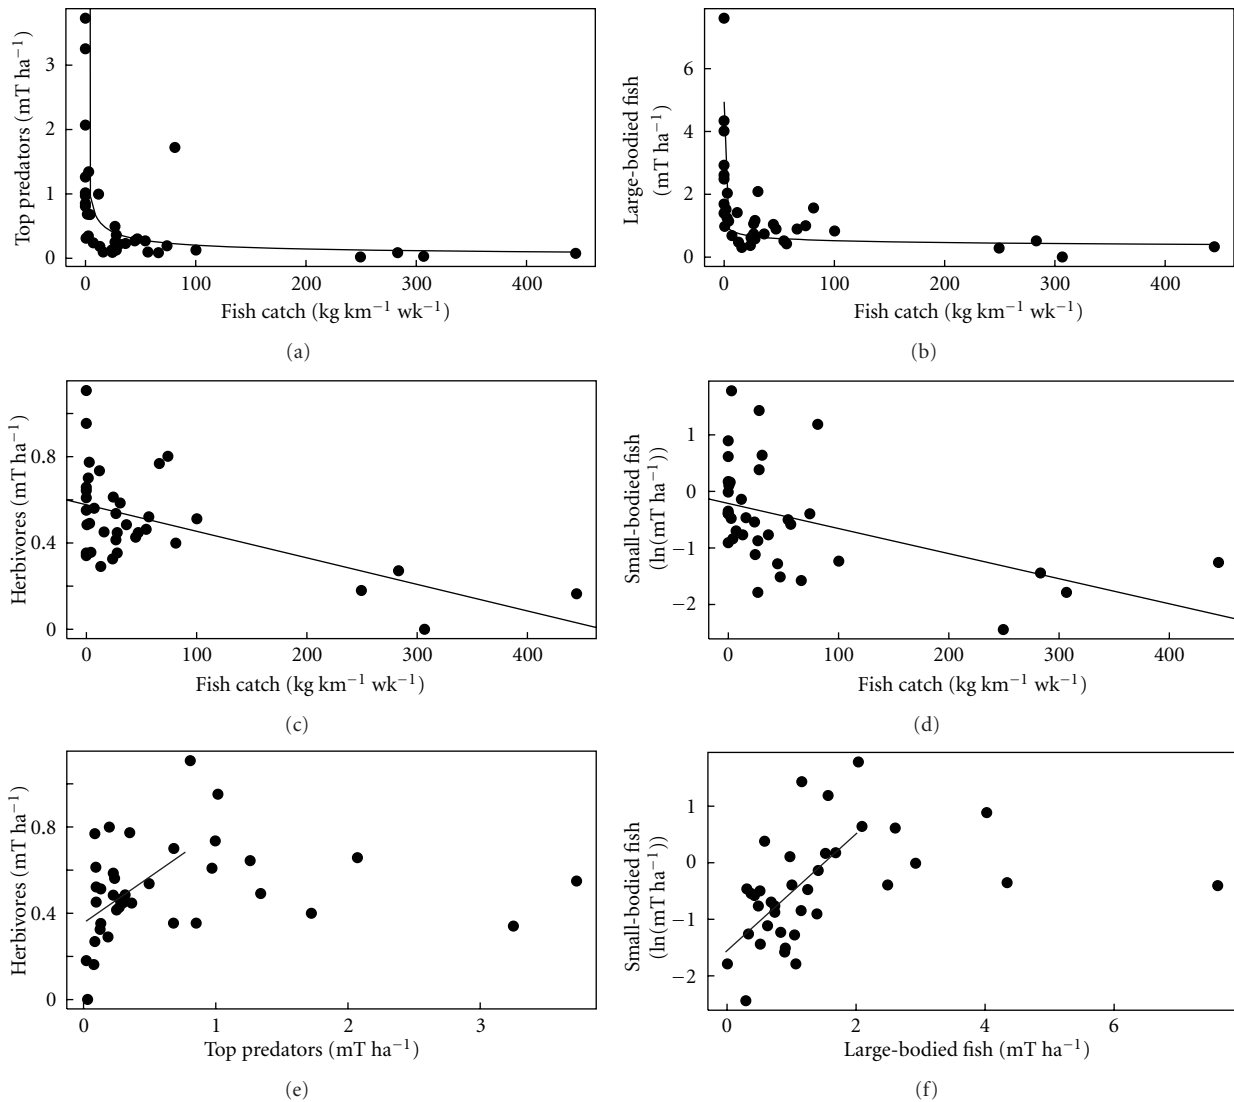 Top predators (mT ha⁻¹)
3
2
1
0
0 100 200 300 400
Fish catch (kg km⁻¹ wk⁻¹)
(a)
Large-bodied fish
(mT ha⁻¹)
6
4
2
0
0 100 200 300 400
Fish catch (kg km⁻¹ wk⁻¹)
(b)
Herbivores (mT ha⁻¹)
0.8
0.4
0
0 100 200 300 400
Fish catch (kg km⁻¹ wk⁻¹)
(c)
Small-bodied fish
(ln(mT ha⁻¹))
1
0
−1
−2
0 100 200 300 400
Fish catch (kg km⁻¹ wk⁻¹)
(d)
Herbivores (mT ha⁻¹)
0.8
0.4
0
0 1 2 3
Top predators (mT ha⁻¹)
(e)
Small-bodied fish
(ln(mT ha⁻¹))
1
0
−1
−2
0 2 4 6
Large-bodied fish (mT ha⁻¹)
(f)